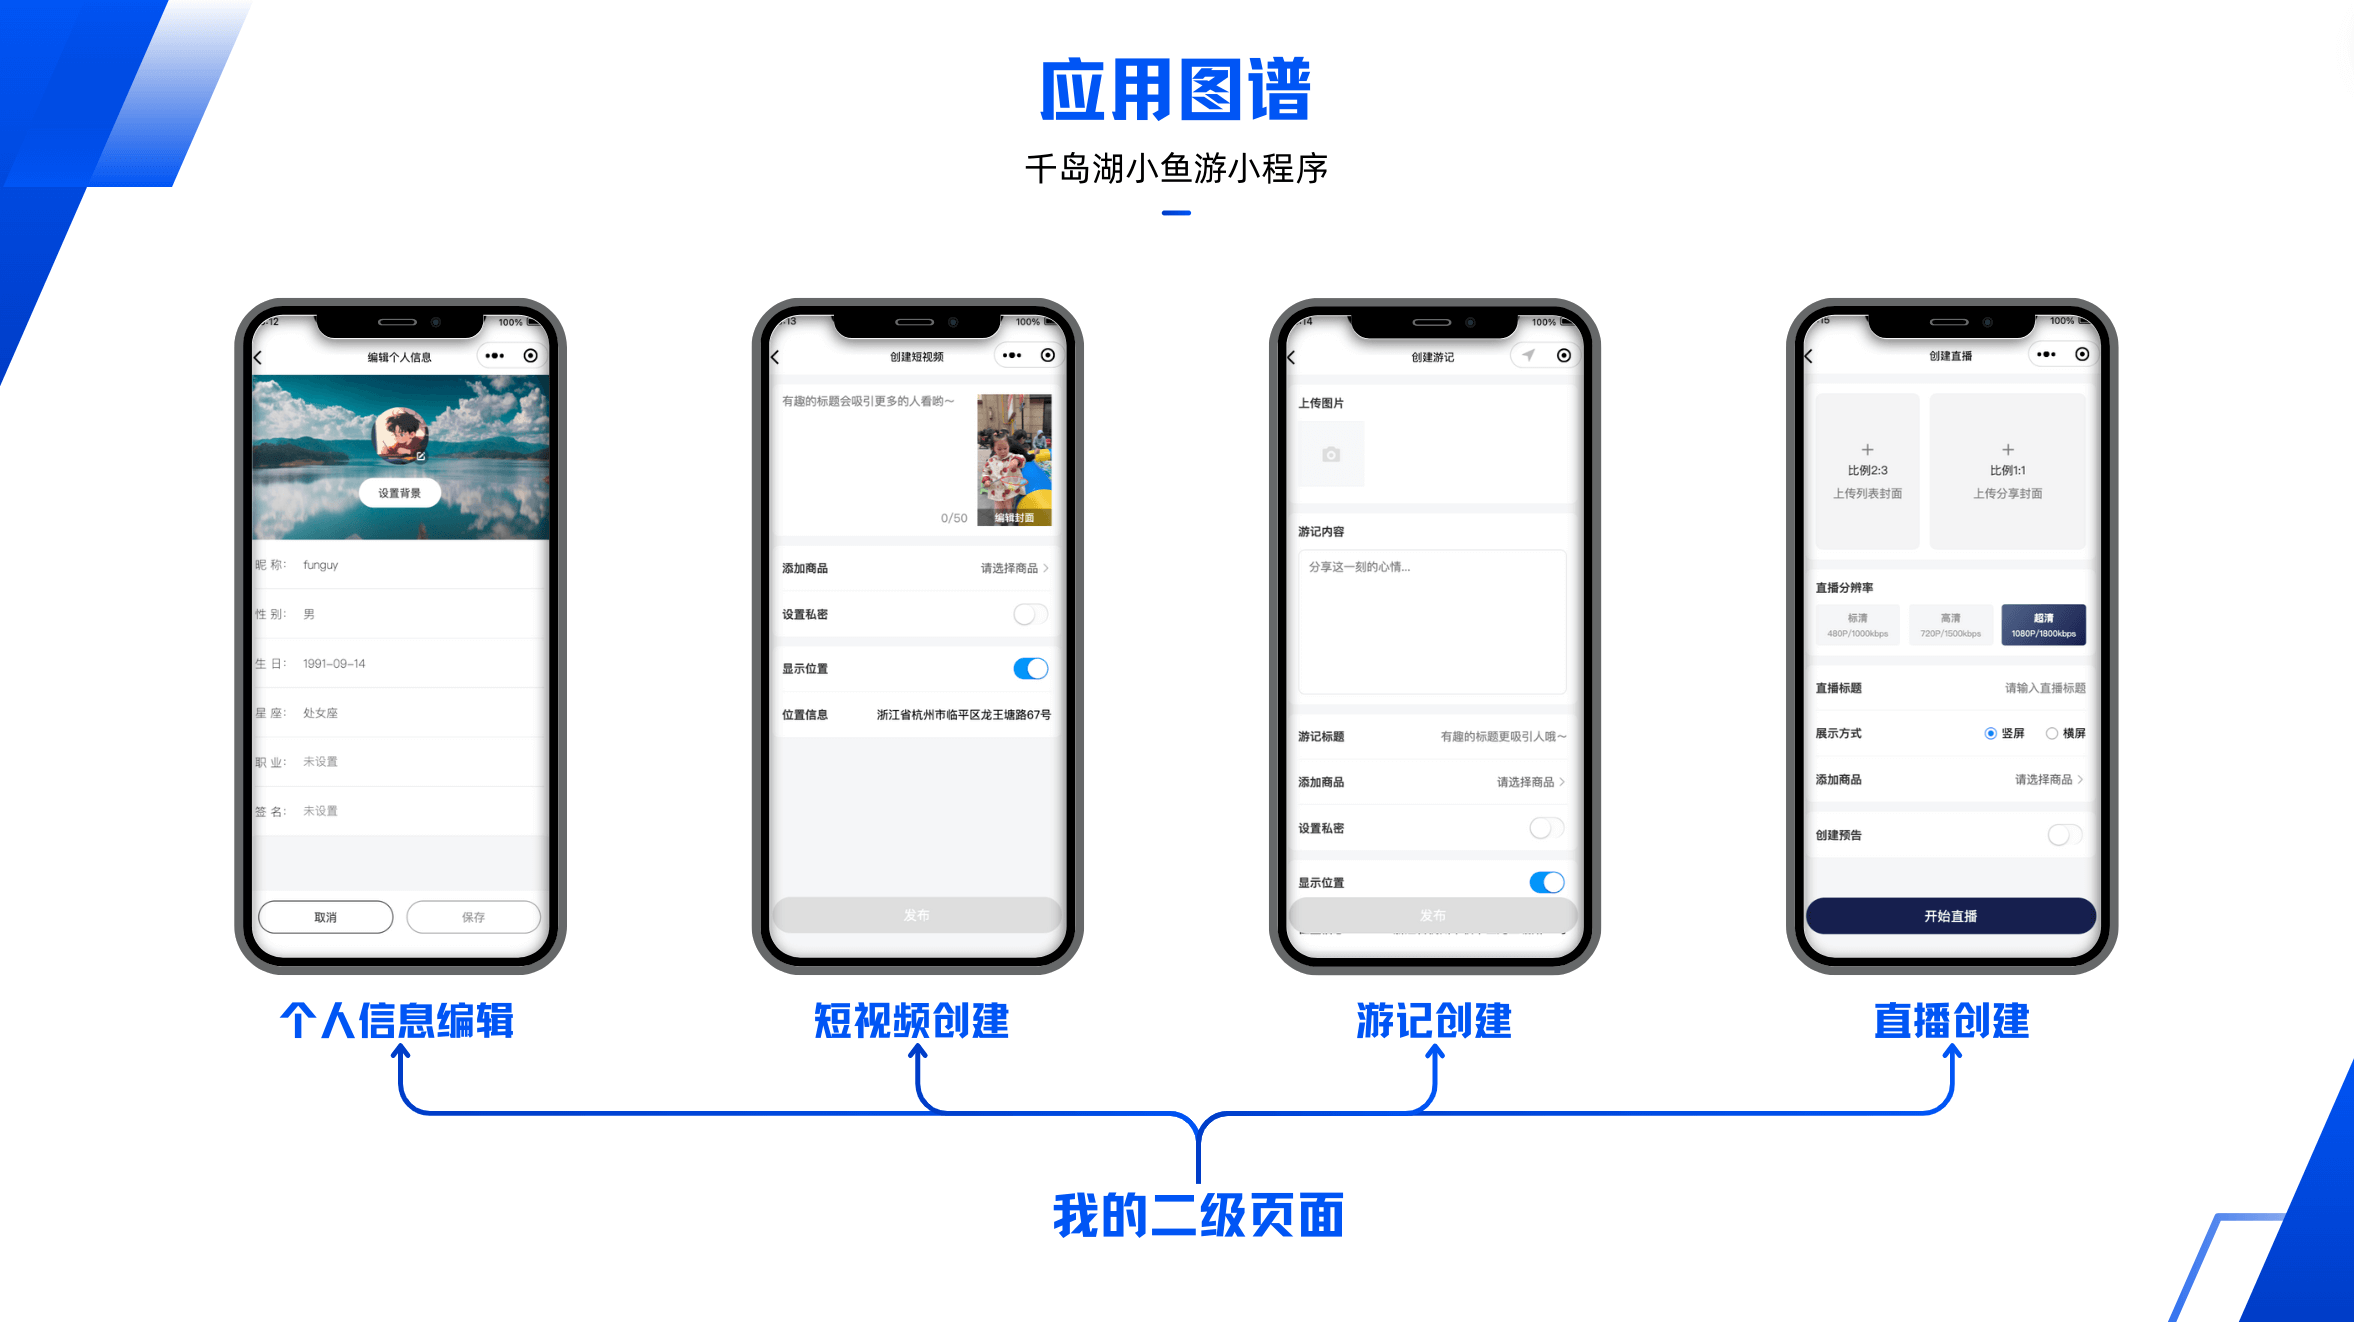 应用图谱
千岛湖小鱼游小程序
:12
100%
编辑个人信息
设置背景
昵 称： funguy
性 别： 男
生 日： 1991-09-14
星 座： 处女座
职 业： 未设置
签 名： 未设置
取消
保存
:13
100%
创建短视频
有趣的标题会吸引更多的人看哟～
0/50
编辑封面
添加商品
请选择商品
设置私密
显示位置
位置信息
浙江省杭州市临平区龙王塘路67号
发布
:14
100%
创建游记
上传图片
游记内容
分享这一刻的心情...
游记标题
有趣的标题更吸引人哦～
添加商品
请选择商品
设置私密
显示位置
发布
15
100%
创建直播
比例2:3
上传列表封面
比例1:1
上传分享封面
直播分辨率
标清
480P/1000kbps
高清
720P/1500kbps
超清
1080P/1800kbps
直播标题
请输入直播标题
展示方式
竖屏
横屏
添加商品
请选择商品
创建预告
开始直播
个人信息编辑
短视频创建
游记创建
直播创建
我的二级页面